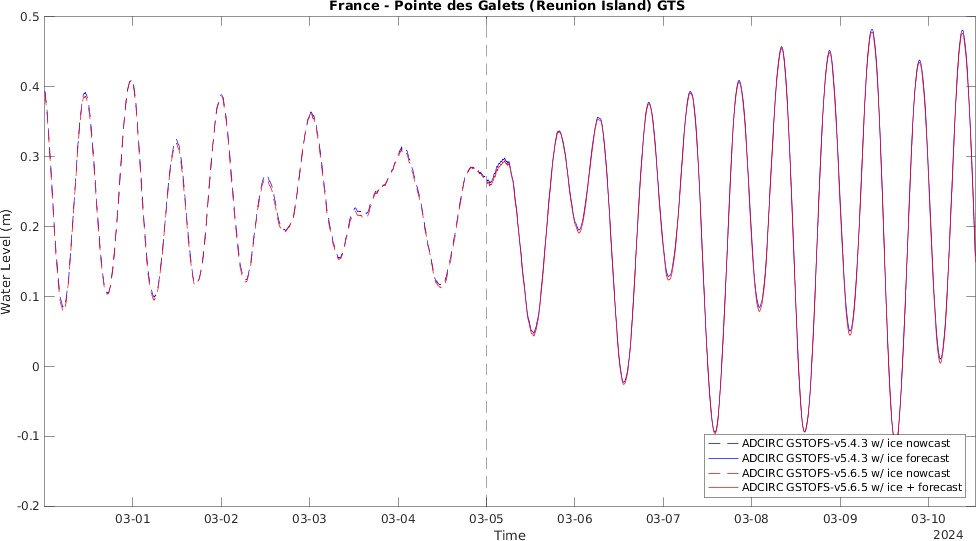 France - Pointe des Galets (Reunion Island) GTS
0.5
0.4
0.3
0.2
0.1
0
-0.1
-0.2
Water Level (m)
ADCIRC GSTOFS-v5.4.3 w/ ice nowcast
ADCIRC GSTOFS-v5.4.3 w/ ice forecast
ADCIRC GSTOFS-v5.6.5 w/ ice nowcast
ADCIRC GSTOFS-v5.6.5 w/ ice + forecast
03-01 03-02 03-03 03-04 03-05 03-06 03-07 03-08 03-09 03-10
Time
2024